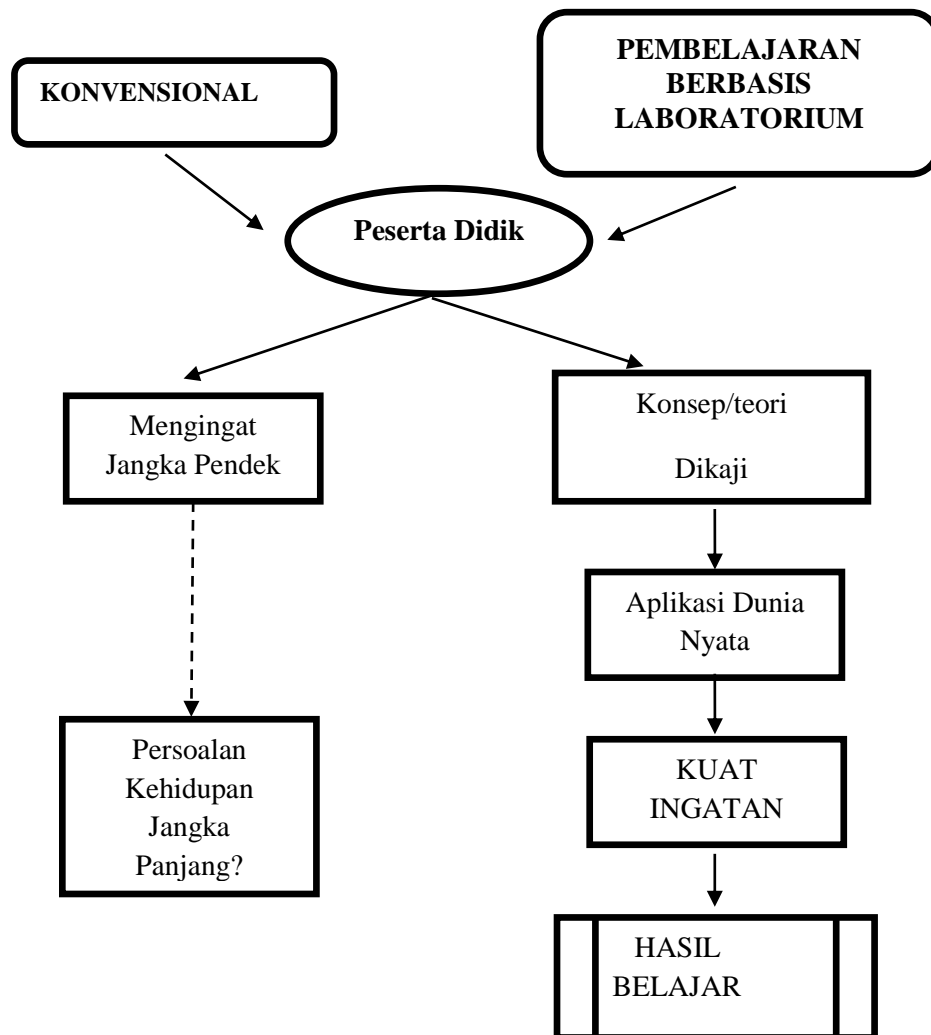 KONVENSIONAL
PEMBELAJARAN
BERBASIS
LABORATORIUM
Peserta Didik
Mengingat
Jangka Pendek
Konsep/teori
Dikaji
Aplikasi Dunia
Nyata
Persoalan
Kehidupan
Jangka
Panjang?
KUAT
INGATAN
HASIL
BELAJAR